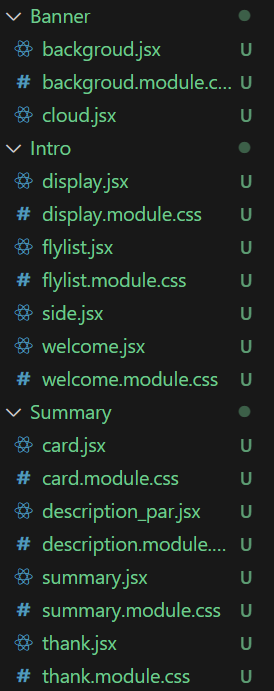 Banner
backgroud.jsx U
# backgroud.module.c... U
cloud.jsx U
Intro
display.jsx U
# display.module.css U
flylist.jsx U
# flylist.module.css U
side.jsx U
welcome.jsx U
# welcome.module.css U
Summary
card.jsx U
# card.module.css U
description_par.jsx U
# description.module.... U
summary.jsx U
# summary.module.css U
thank.jsx U
# thank.module.css U